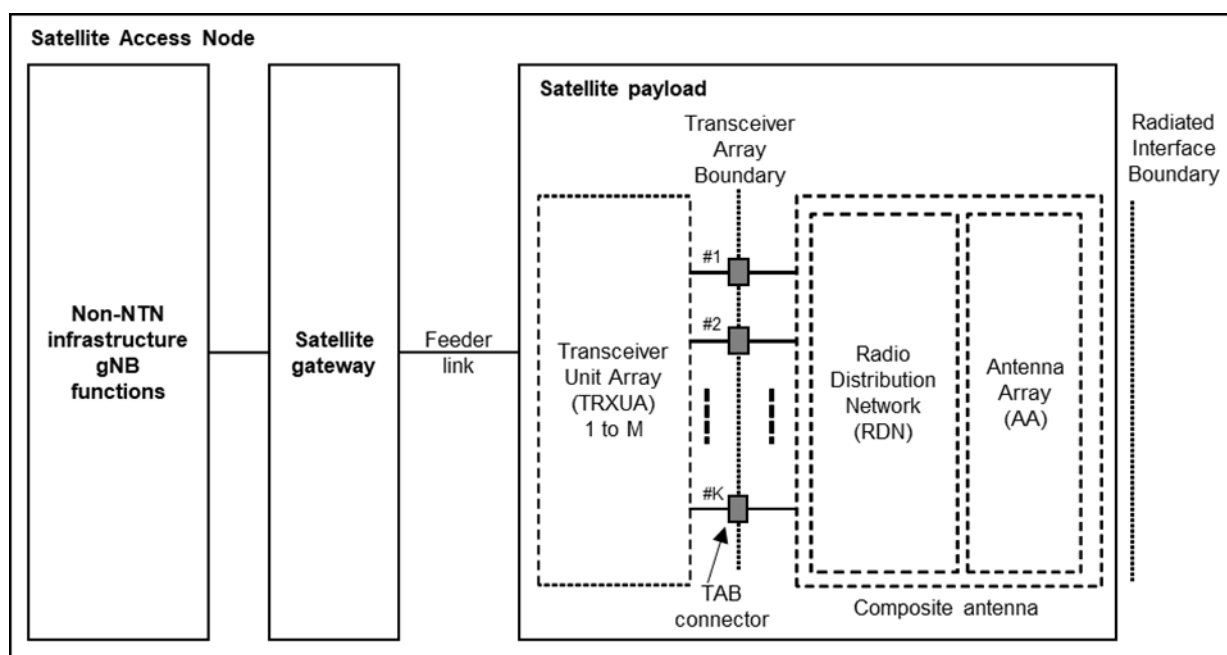 Satellite Access Node
Non-NTN
infrastructure
gNB
functions
Satellite
gateway
Feeder
link
Satellite payload
Transceiver
Array
Boundary
Transceiver
Unit Array
(TRXUA)
1 to M
#1
#2
#K
TAB
connector
Radio
Distribution
Network
(RDN)
Antenna
Array
(AA)
Composite antenna
Radiated
Interface
Boundary